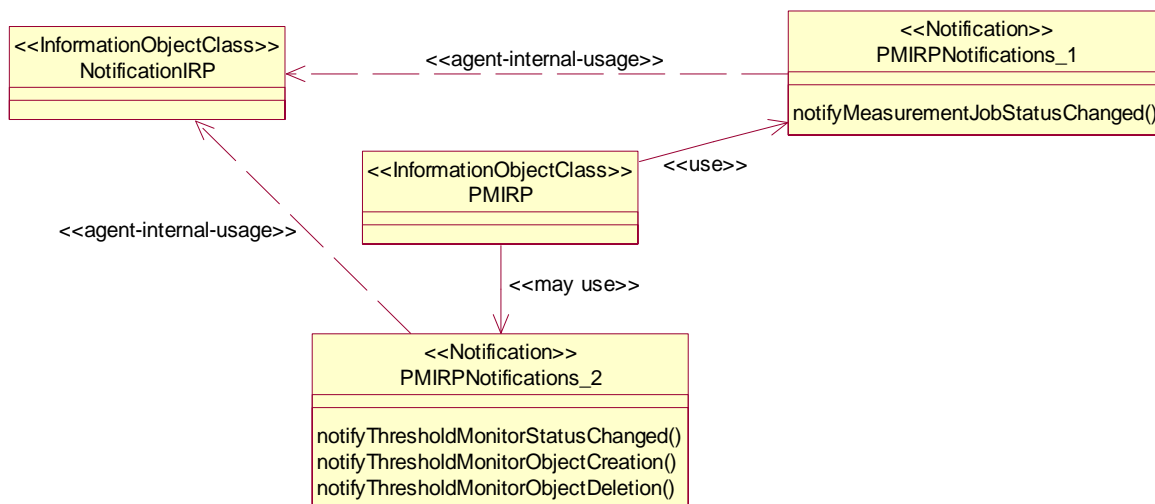 <<InformationObjectClass>>
NotificationIRP
<<agent-internal-usage>>
<<Notification>>
PMIRPNotifications_1
notifyMeasurementJobStatusChanged()
<<InformationObjectClass>>
PMIRP
<<use>>
<<agent-internal-usage>>
<<may use>>
<<Notification>>
PMIRPNotifications_2
notifyThresholdMonitorStatusChanged()
notifyThresholdMonitorObjectCreation()
notifyThresholdMonitorObjectDeletion()